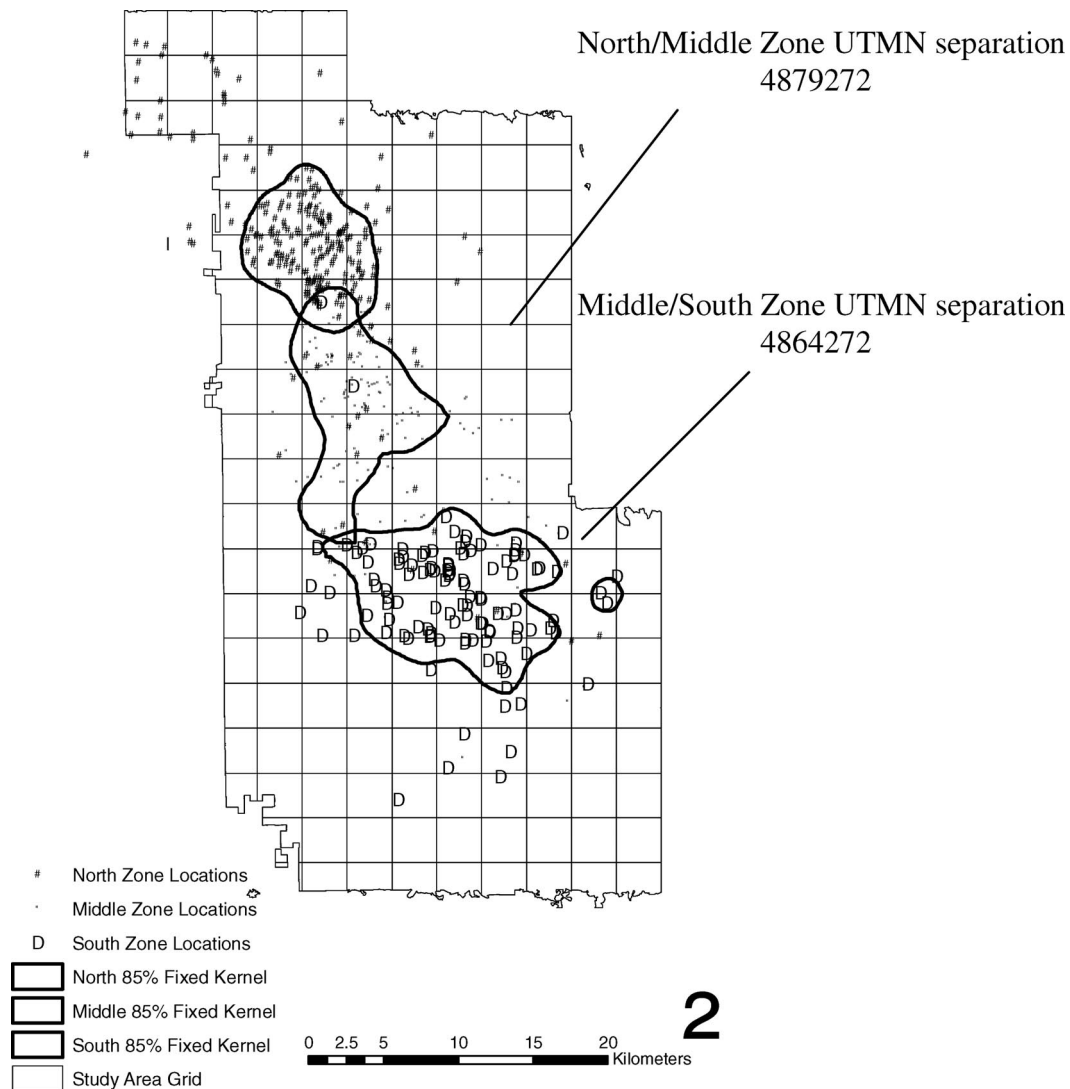 North/Middle Zone UTMN separation
4879272
Middle/South Zone UTMN separation
4864272
North Zone Locations
Middle Zone Locations
D South Zone Locations
North 85% Fixed Kernel
Middle 85% Fixed Kernel
South 85% Fixed Kernel
Study Area Grid
0 2.5 5 10 15 20
Kilometers
2